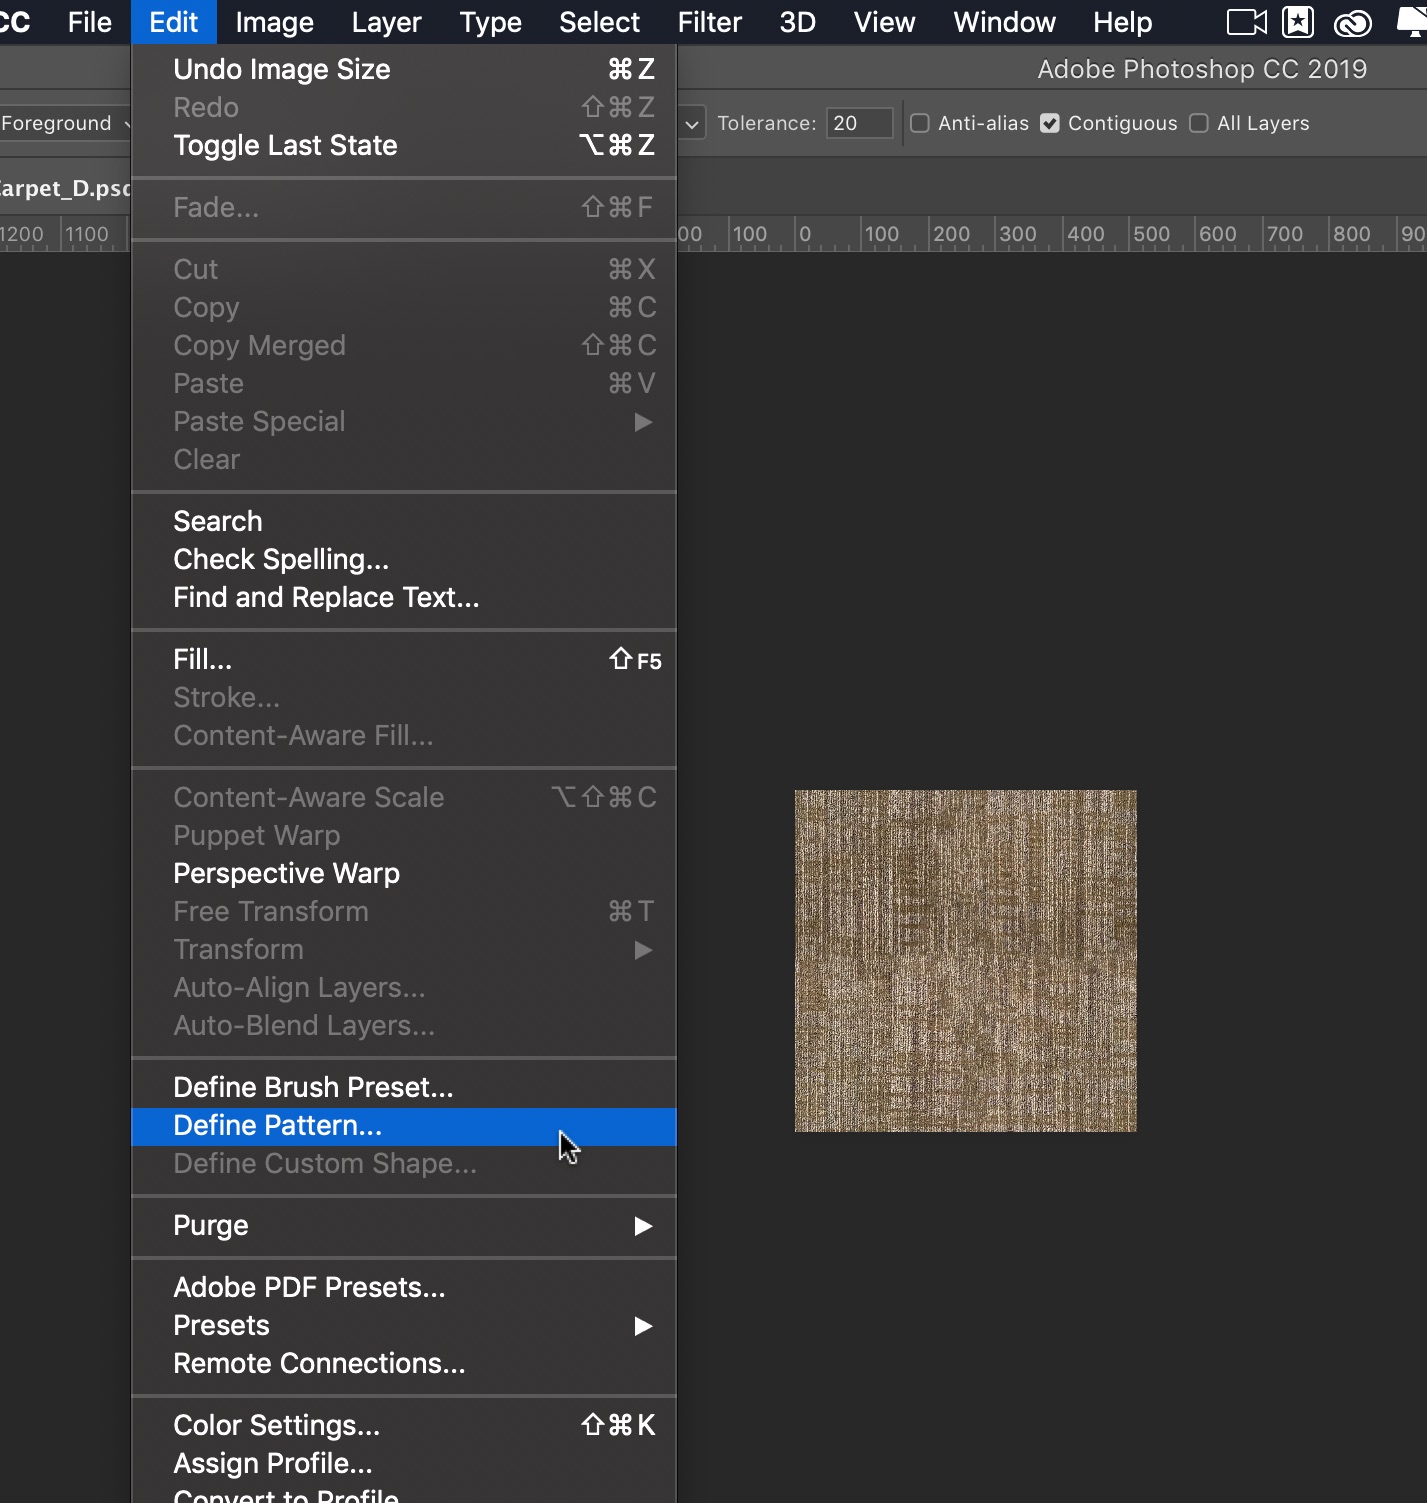 CC File Edit Image Layer Type Select Filter 3D View Window Help
Adobe Photoshop CC 2019
Foreground Tolerance: 20 Anti-alias Contiguous All Layers
arpet_D.psd
1200 1100 00 100 0 100 200 300 400 500 600 700 800 90
Undo Image Size ⌘Z
Redo ⇧⌘Z
Toggle Last State ⌥⌘Z
Fade... ⇧⌘F
Cut ⌘X
Copy ⌘C
Copy Merged ⇧⌘C
Paste ⌘V
Paste Special ▶
Clear
Search
Check Spelling...
Find and Replace Text...
Fill... ⇧F5
Stroke...
Content-Aware Fill...
Content-Aware Scale ⌥⇧⌘C
Puppet Warp
Perspective Warp
Free Transform ⌘T
Transform ▶
Auto-Align Layers...
Auto-Blend Layers...
Define Brush Preset...
Define Pattern...
Define Custom Shape...
Purge ▶
Adobe PDF Presets...
Presets ▶
Remote Connections...
Color Settings... ⇧⌘K
Assign Profile...
Convert to Profile